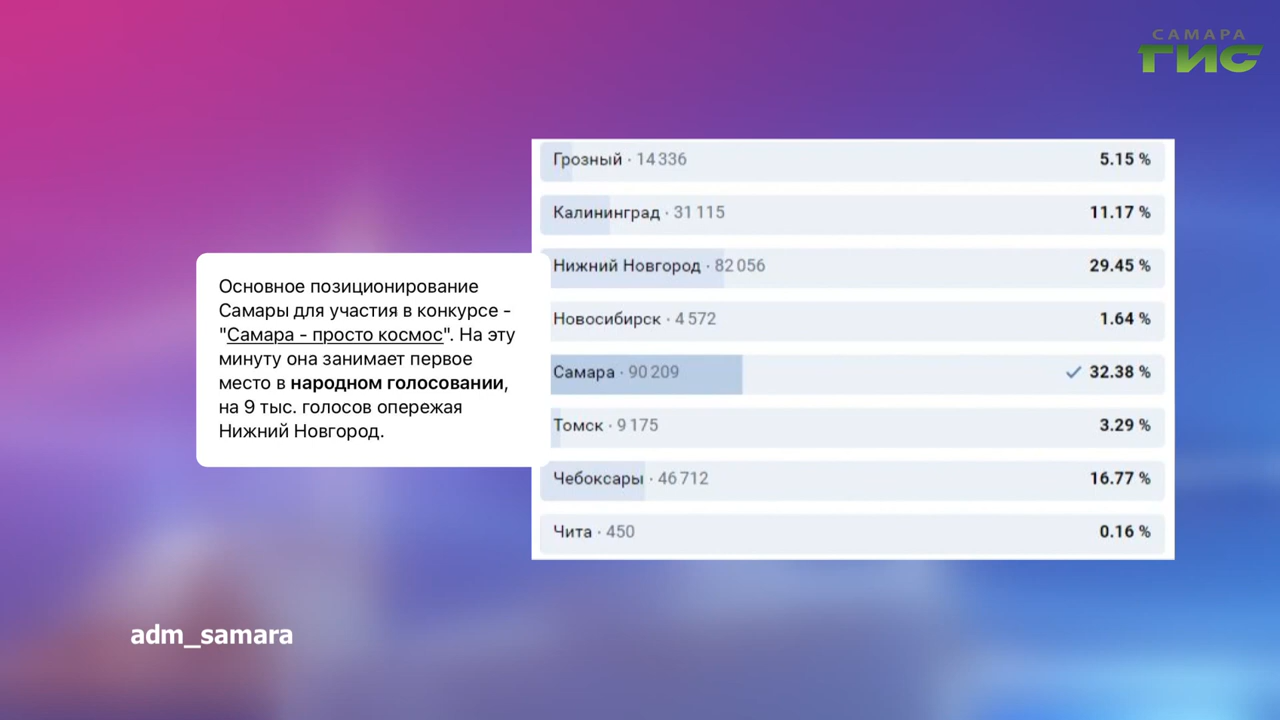 САМАРА
ГИС
Грозный · 14 336 5.15 %
Калининград · 31 115 11.17 %
Нижний Новгород · 82 056 29.45 %
Новосибирск · 4 572 1.64 %
Самара · 90 209 32.38 %
Томск · 9 175 3.29 %
Чебоксары · 46 712 16.77 %
Чита · 450 0.16 %
Основное позиционирование
Самары для участия в конкурсе -
"Самара - просто космос". На эту
минуту она занимает первое
место в народном голосовании,
на 9 тыс. голосов опережая
Нижний Новгород.
adm_samara